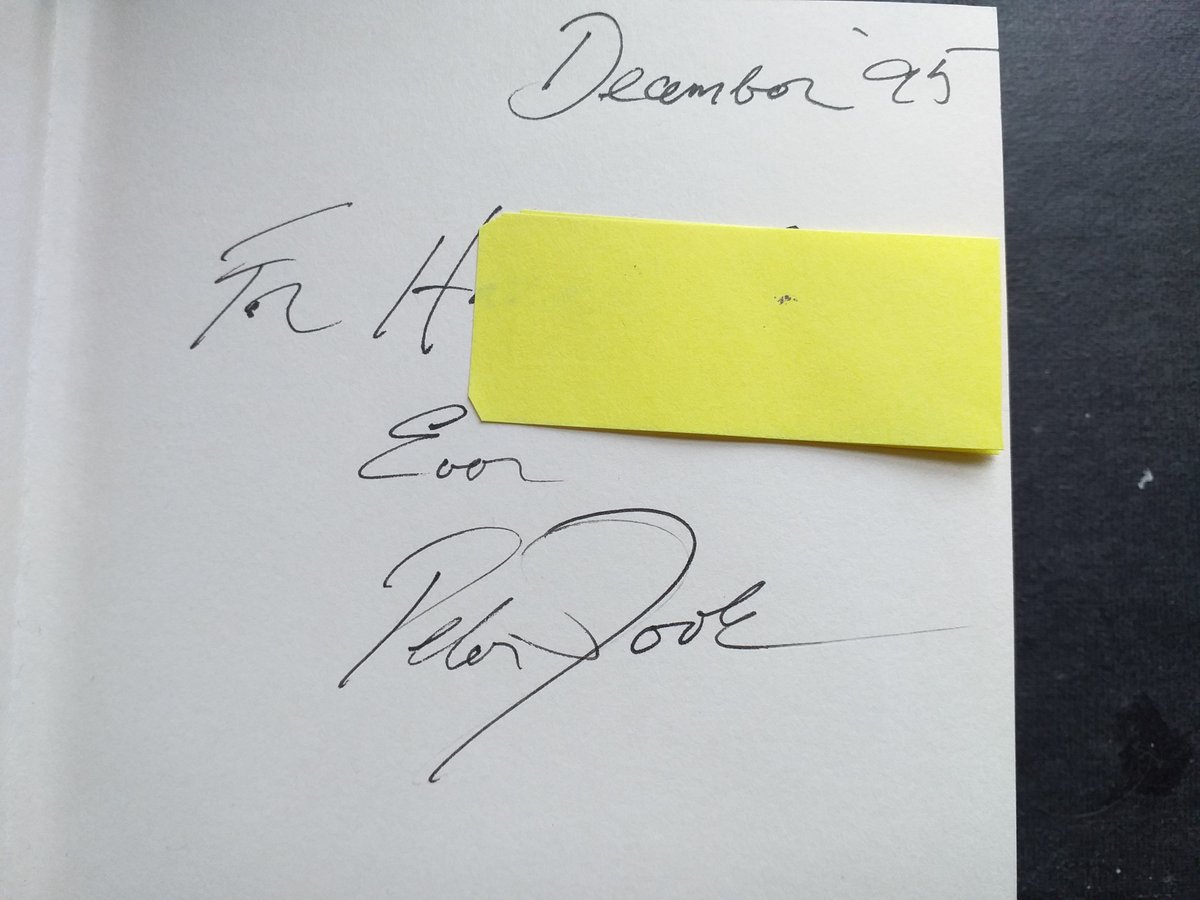 December '95
For H
Ever
Peter